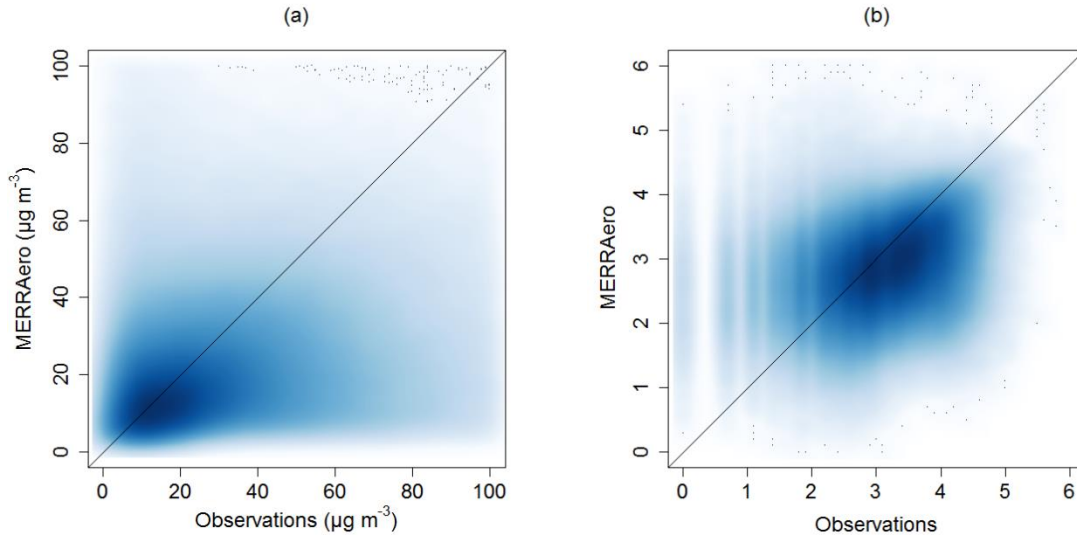 (a)
(b)
100
80
60
40
20
0
MERRAero (µg m⁻³)
0 20 40 60 80 100
Observations (µg m⁻³)
6
5
4
3
2
1
0
MERRAero
0 1 2 3 4 5 6
Observations